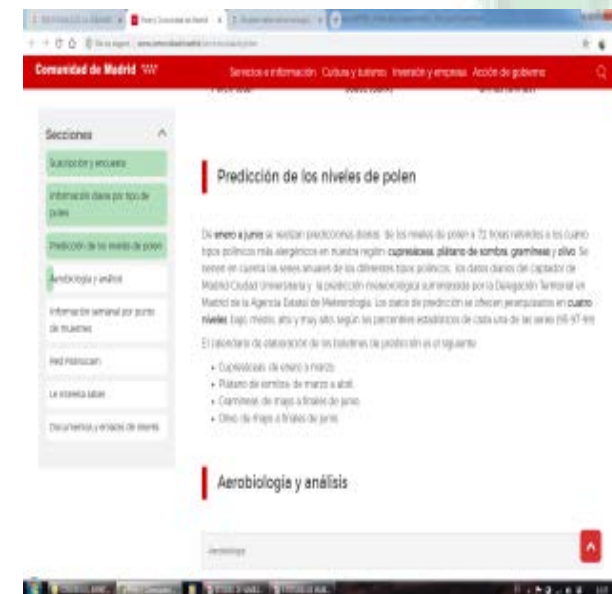 Comunidad de Madrid
Servicios e información Cultura y turismo Inversión y empresa Acción de gobierno
Secciones
Suscripción y encuesta
Información diaria por tipo de
polen
Predicción de los niveles de polen
Aerobiología y análisis
Información semanal por punto
de muestreo
Red Palinocam
Le interesa saber
Documentos y enlaces de interés
Predicción de los niveles de polen
De enero a junio se realizan predicciones diarias de los niveles de polen a 72 horas referidos a los cuatro
tipos polínicos más alergénicos en nuestra región: cupresáceas, plátano de sombra, gramíneas y olivo. Se
tienen en cuenta las series anuales de los diferentes tipos polínicos, los datos diarios del captador de
Madrid-Ciudad Universitaria y la predicción meteorológica suministrada por la Delegación Territorial en
Madrid de la Agencia Estatal de Meteorología. Los datos de predicción se ofrecen jerarquizados en cuatro
niveles: bajo, medio, alto y muy alto, según los percentiles estadísticos de cada una de las series (95-97-99)
El calendario de elaboración de los boletines de predicción es el siguiente:
• Cupresáceas: de enero a marzo.
• Plátano de sombra: de marzo a abril.
• Gramíneas: de mayo a finales de junio.
• Olivo: de mayo a finales de junio.
Aerobiología y análisis
Aerobiología